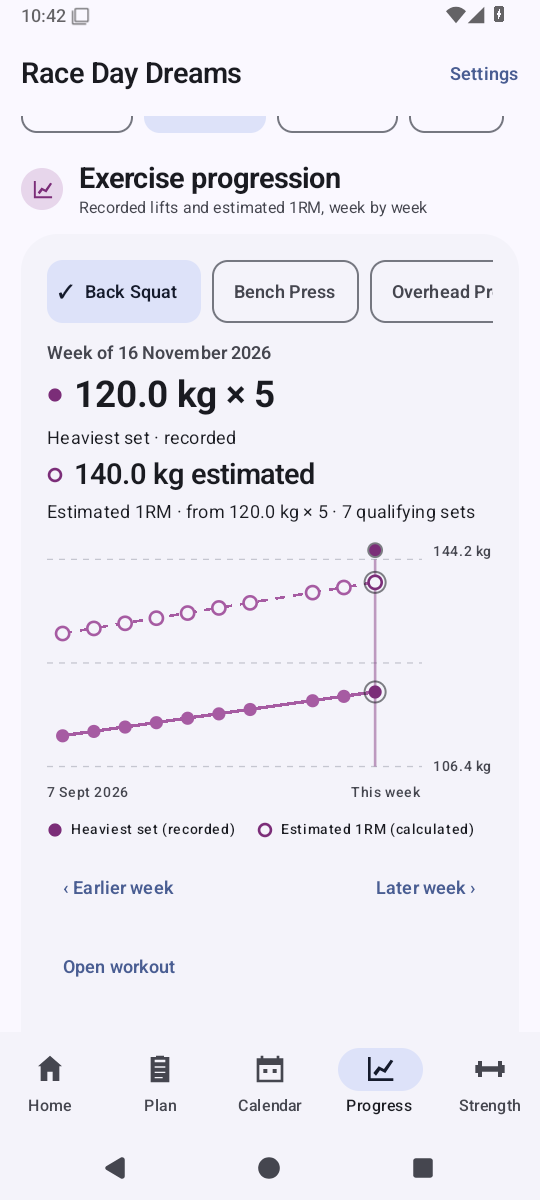 10:42
Race Day Dreams
Settings
Exercise progression
Recorded lifts and estimated 1RM, week by week
✓ Back Squat
Bench Press
Overhead Pr
Week of 16 November 2026
120.0 kg × 5
Heaviest set · recorded
140.0 kg estimated
Estimated 1RM · from 120.0 kg × 5 · 7 qualifying sets
144.2 kg
106.4 kg
7 Sept 2026
This week
Heaviest set (recorded)
Estimated 1RM (calculated)
‹ Earlier week
Later week ›
Open workout
Home
Plan
Calendar
Progress
Strength